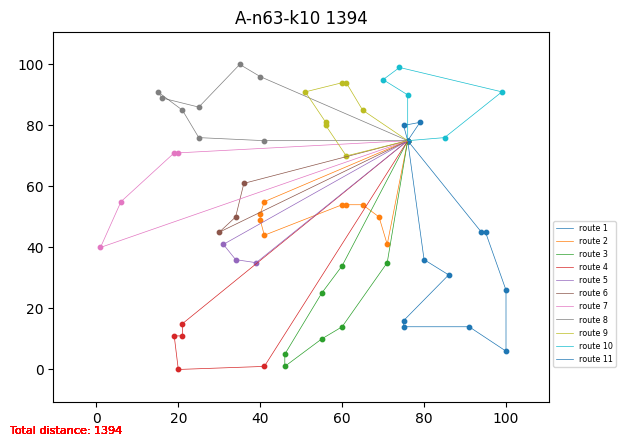 A-n63-k10 1394
100
80
60
40
20
0
0 20 40 60 80 100
route 1
route 2
route 3
route 4
route 5
route 6
route 7
route 8
route 9
route 10
route 11
Total distance: 1394